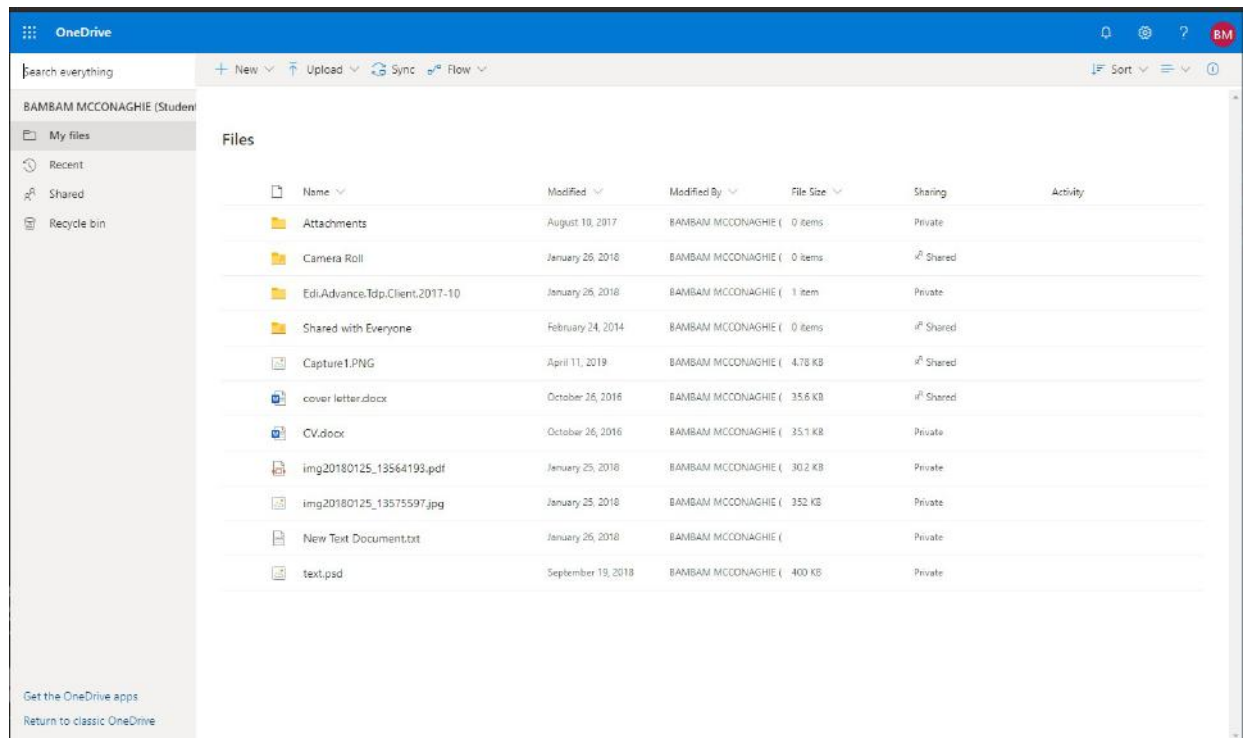 OneDrive
BM
Search everything
New Upload Sync Flow Sort
BAMBAM MCCONAGHIE (Student
My files
Recent
Shared
Recycle bin
Files
Name Modified Modified By File Size Sharing Activity
Attachments August 10, 2017 BAMBAM MCCONAGHIE ( 0 items Private
Camera Roll January 26, 2018 BAMBAM MCCONAGHIE ( 0 items Shared
Edi.Advance.Tdp.Client.2017-10 January 26, 2018 BAMBAM MCCONAGHIE ( 1 item Private
Shared with Everyone February 24, 2014 BAMBAM MCCONAGHIE ( 0 items Shared
Capture1.PNG April 11, 2019 BAMBAM MCCONAGHIE ( 4.78 KB Shared
cover letter.docx October 26, 2016 BAMBAM MCCONAGHIE ( 35.6 KB Shared
CV.docx October 26, 2016 BAMBAM MCCONAGHIE ( 35.1 KB Private
img20180125_13564193.pdf January 25, 2018 BAMBAM MCCONAGHIE ( 302 KB Private
img20180125_13575597.jpg January 25, 2018 BAMBAM MCCONAGHIE ( 352 KB Private
New Text Document.txt January 26, 2018 BAMBAM MCCONAGHIE ( Private
text.psd September 19, 2018 BAMBAM MCCONAGHIE ( 400 KB Private
Get the OneDrive apps
Return to classic OneDrive